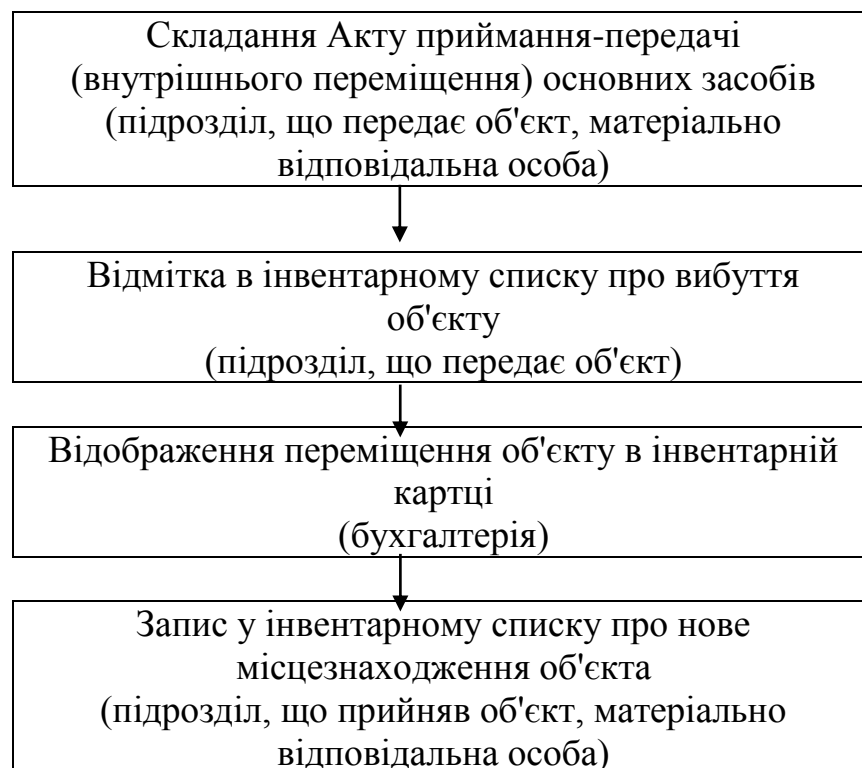 Складання Акту приймання-передачі
(внутрішнього переміщення) основних засобів
(підрозділ, що передає об'єкт, матеріально
відповідальна особа)
Відмітка в інвентарному списку про вибуття
об'єкту
(підрозділ, що передає об'єкт)
Відображення переміщення об'єкту в інвентарній
картці
(бухгалтерія)
Запис у інвентарному списку про нове
місцезнаходження об'єкта
(підрозділ, що прийняв об'єкт, матеріально
відповідальна особа)